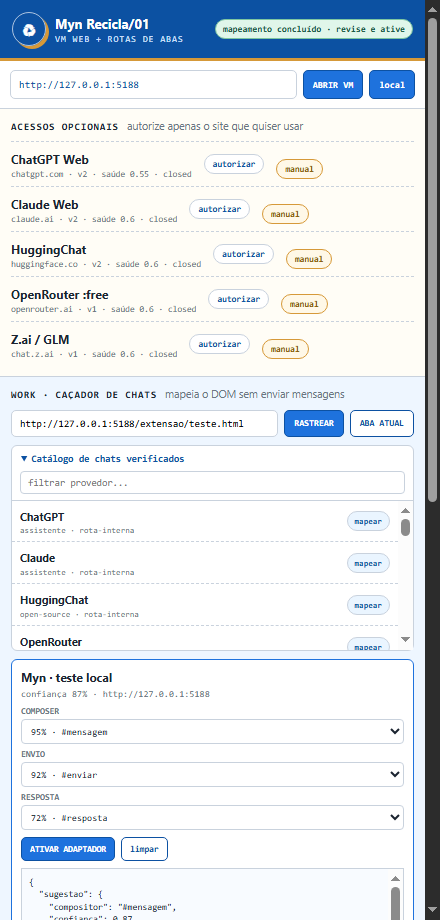 Myn Recicla/01
VM WEB + ROTAS DE ABAS
mapeamento concluído · revise e ative
http://127.0.0.1:5188
ABRIR VM
local
ACESSOS OPCIONAIS autorize apenas o site que quiser usar
ChatGPT Web
chatgpt.com · v2 · saúde 0.55 · closed
autorizar
manual
Claude Web
claude.ai · v2 · saúde 0.6 · closed
autorizar
manual
HuggingChat
huggingface.co · v2 · saúde 0.6 · closed
autorizar
manual
OpenRouter :free
openrouter.ai · v1 · saúde 0.6 · closed
autorizar
manual
Z.ai / GLM
chat.z.ai · v1 · saúde 0.6 · closed
autorizar
manual
WORK · CAÇADOR DE CHATS mapeia o DOM sem enviar mensagens
http://127.0.0.1:5188/extensao/teste.html
RASTREAR
ABA ATUAL
▼ Catálogo de chats verificados
filtrar provedor...
ChatGPT
assistente · rota-interna
mapear
Claude
assistente · rota-interna
mapear
HuggingChat
open-source · rota-interna
mapear
OpenRouter
mapear
Myn · teste local
confiança 87% · http://127.0.0.1:5188
COMPOSER
95% · #mensagem
ENVIO
92% · #enviar
RESPOSTA
72% · #resposta
ATIVAR ADAPTADOR
limpar
{
"sugestao": {
"compositor": "#mensagem",
"confianca": 0.87